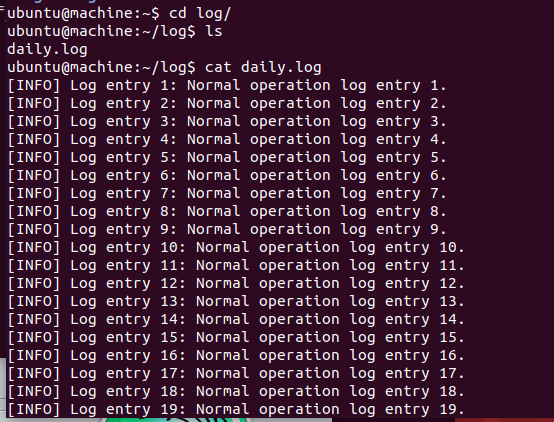 ubuntu@machine:~$ cd log/
ubuntu@machine:~/log$ ls
daily.log
ubuntu@machine:~/log$ cat daily.log
[INFO] Log entry 1: Normal operation log entry 1.
[INFO] Log entry 2: Normal operation log entry 2.
[INFO] Log entry 3: Normal operation log entry 3.
[INFO] Log entry 4: Normal operation log entry 4.
[INFO] Log entry 5: Normal operation log entry 5.
[INFO] Log entry 6: Normal operation log entry 6.
[INFO] Log entry 7: Normal operation log entry 7.
[INFO] Log entry 8: Normal operation log entry 8.
[INFO] Log entry 9: Normal operation log entry 9.
[INFO] Log entry 10: Normal operation log entry 10.
[INFO] Log entry 11: Normal operation log entry 11.
[INFO] Log entry 12: Normal operation log entry 12.
[INFO] Log entry 13: Normal operation log entry 13.
[INFO] Log entry 14: Normal operation log entry 14.
[INFO] Log entry 15: Normal operation log entry 15.
[INFO] Log entry 16: Normal operation log entry 16.
[INFO] Log entry 17: Normal operation log entry 17.
[INFO] Log entry 18: Normal operation log entry 18.
[INFO] Log entry 19: Normal operation log entry 19.